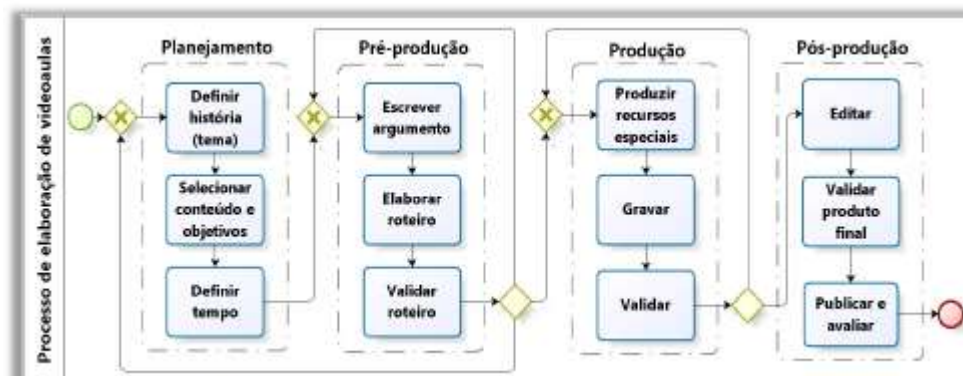 Processo de elaboração de videoaulas
Planejamento
Definir
história
(tema)
Selecionar
conteúdo e
objetivos
Definir
tempo
Pré-produção
Escrever
argumento
Elaborar
roteiro
Validar
roteiro
Produção
Produzir
recursos
especiais
Gravar
Validar
Pós-produção
Editar
Validar
produto
final
Publicar e
avaliar